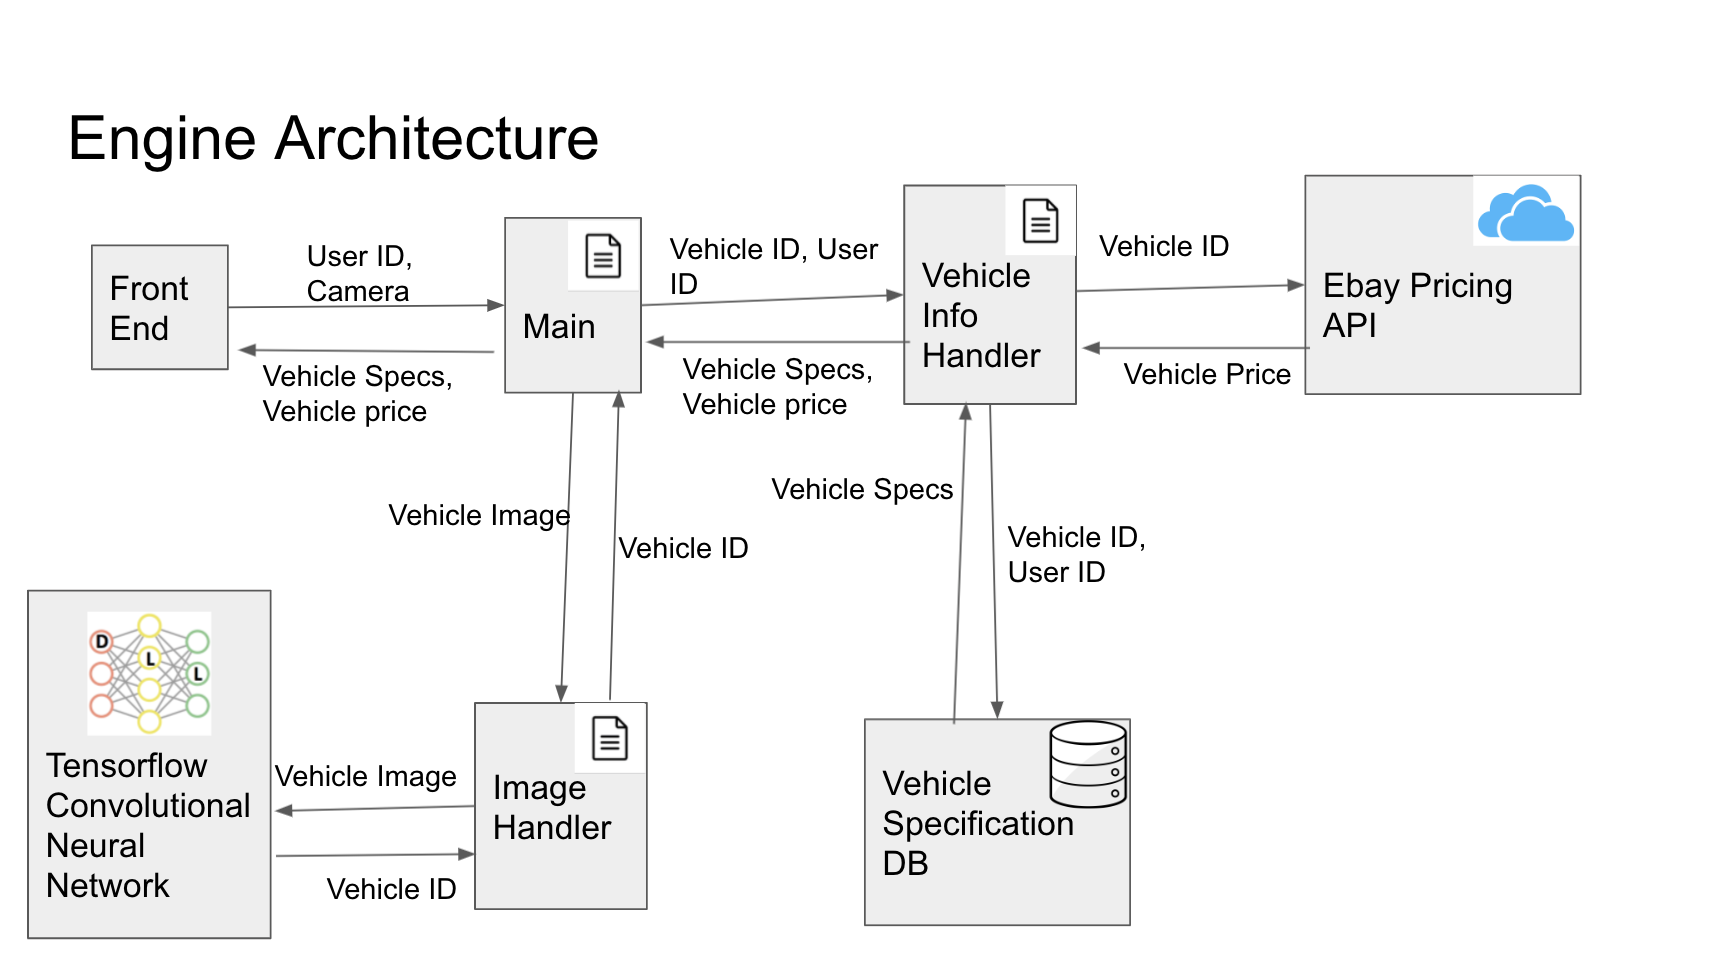 Engine Architecture
Front
End
User ID,
Camera
Vehicle Specs,
Vehicle price
Main
Vehicle ID, User
ID
Vehicle Specs,
Vehicle price
Vehicle
Info
Handler
Vehicle ID
Vehicle Price
Ebay Pricing
API
Vehicle Image
Vehicle ID
Vehicle Specs
Vehicle ID,
User ID
D
L
L
Tensorflow
Convolutional
Neural
Network
Vehicle Image
Vehicle ID
Image
Handler
Vehicle
Specification
DB